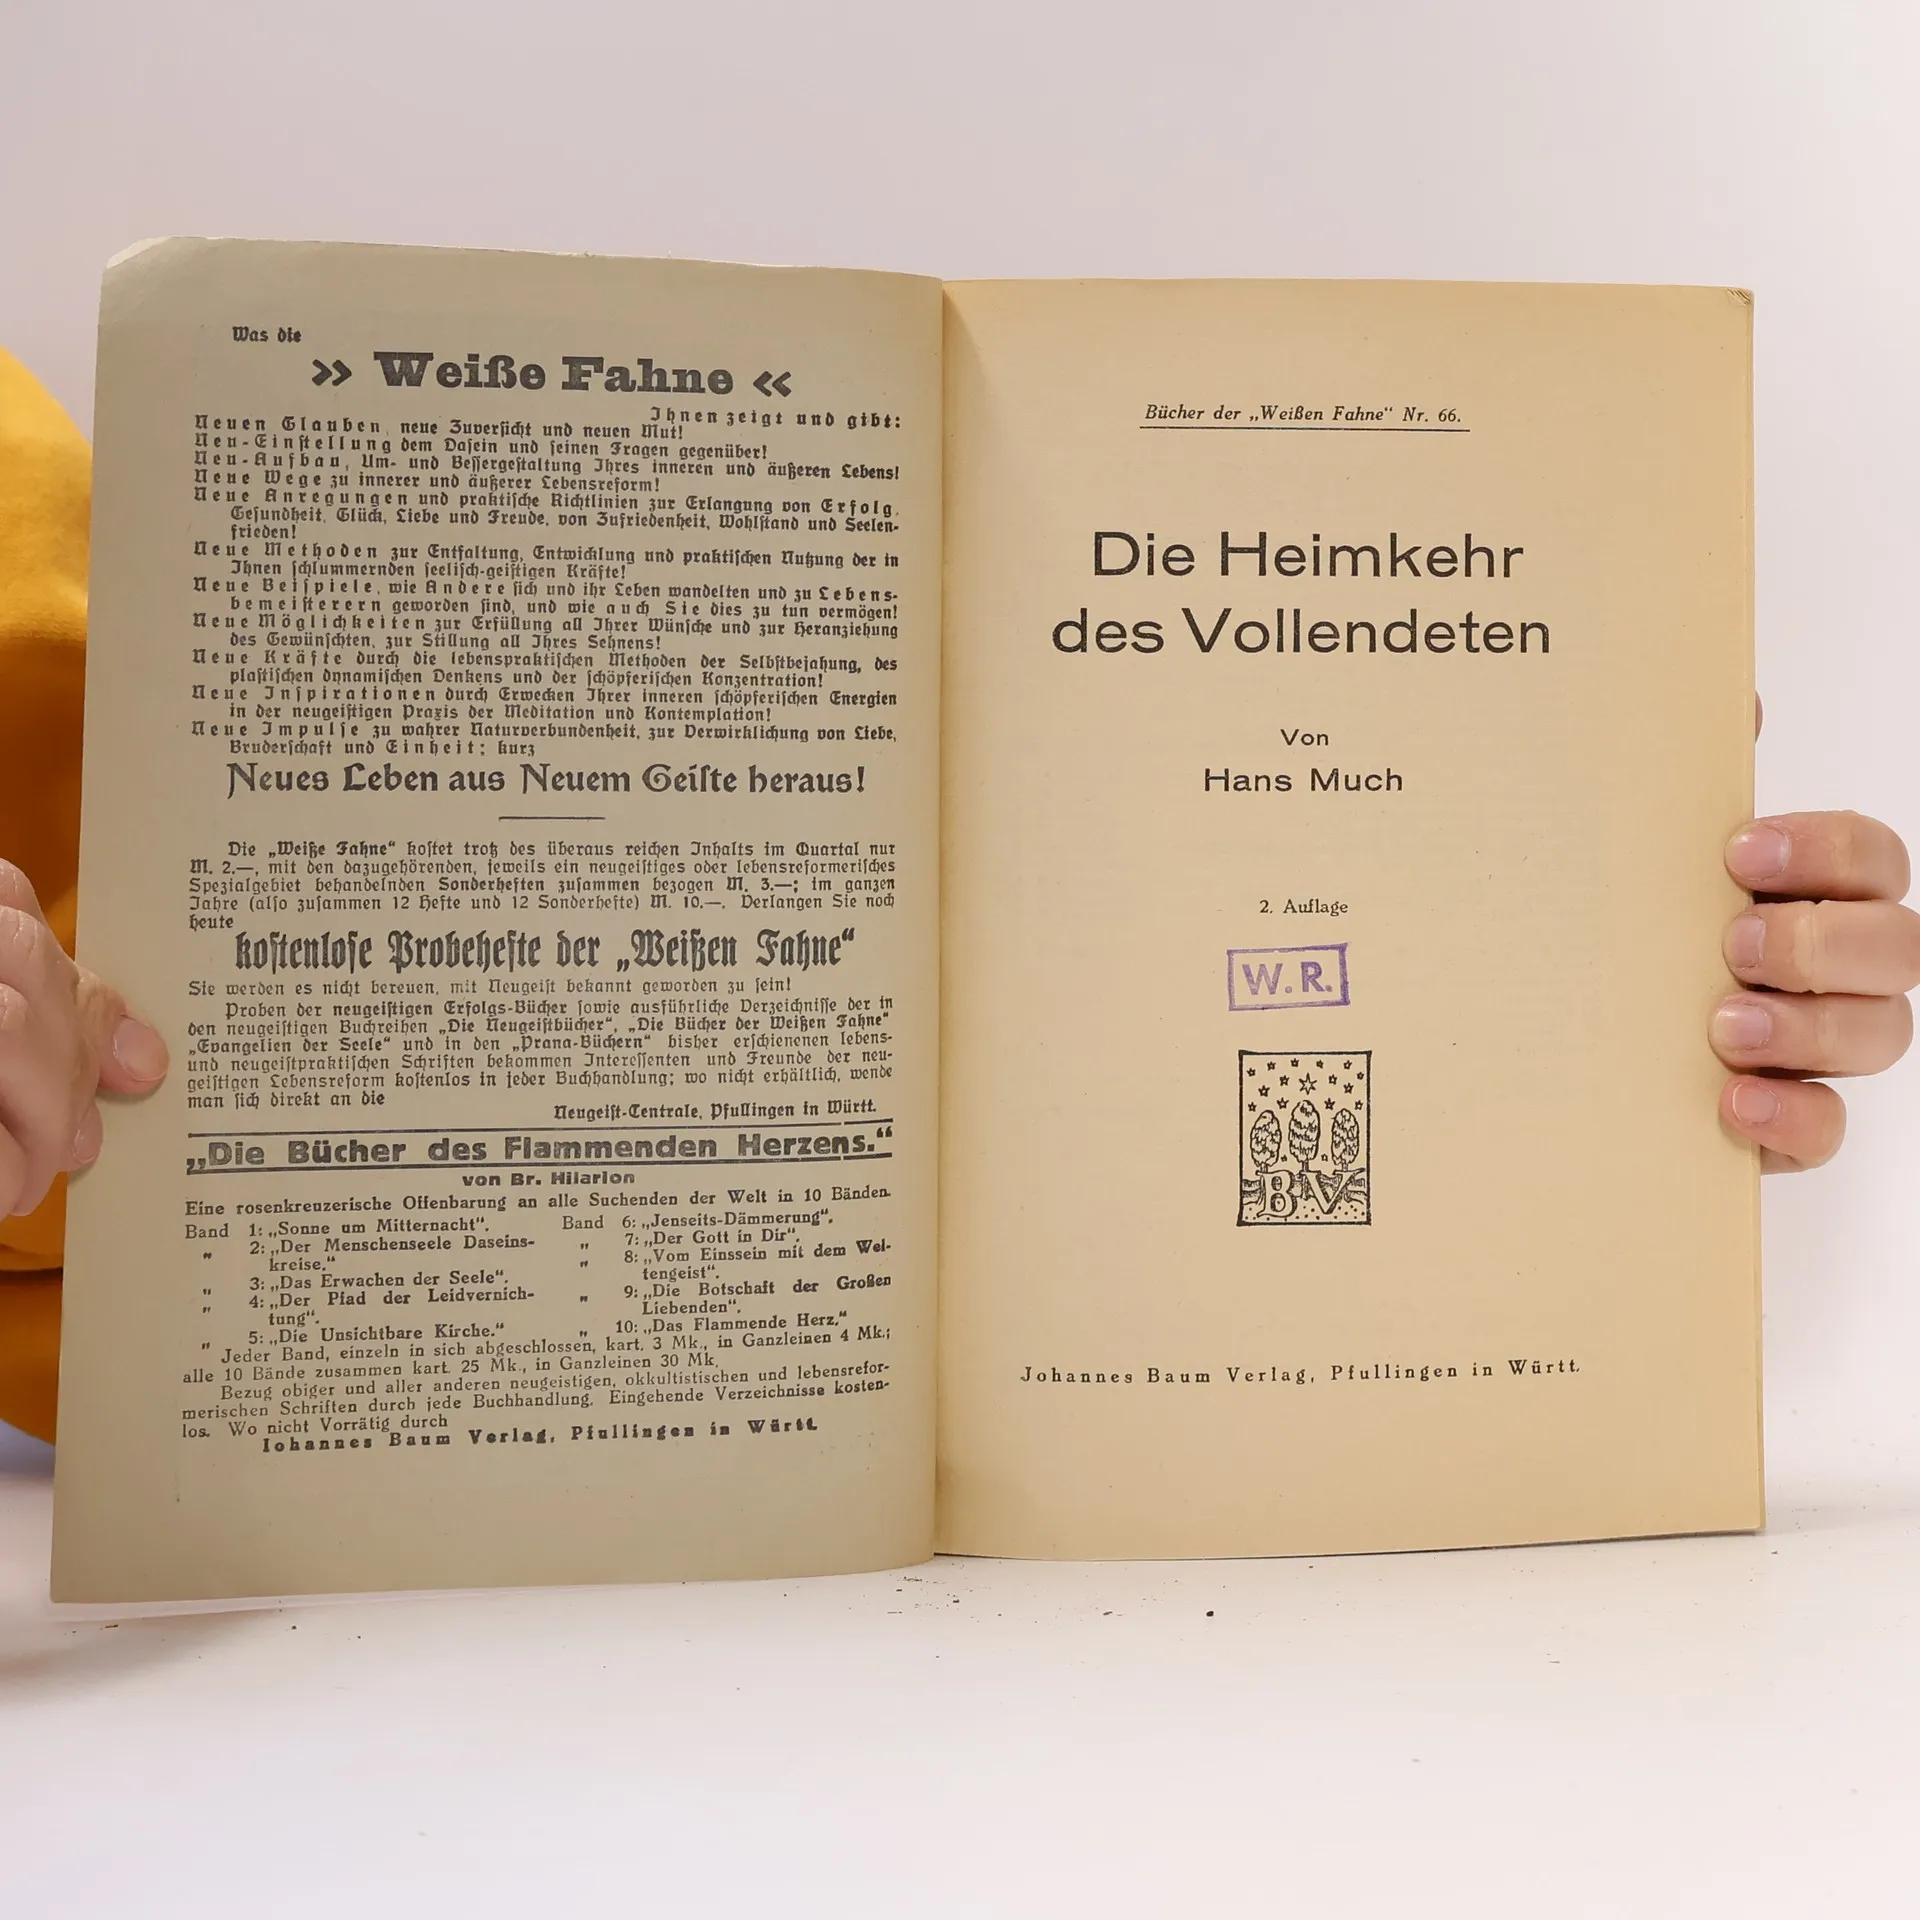 Was die
» Weiße Fahne «
Ihnen zeigt und gibt:
Neuen Glauben, neue Zuversicht und neuen Mut!
Neu-Einstellung dem Dasein und seinen Fragen gegenüber!
Neu-Aufbau, Um- und Bessergestaltung Ihres inneren und äußeren Lebens!
Neue Wege zu innerer und äußerer Lebensreform!
Neue Anregungen und praktische Richtlinien zur Erlangung von Erfolg,
Gesundheit, Glück, Liebe und Freude, von Zufriedenheit, Wohlstand und Seelen-
frieden!
Neue Methoden zur Entfaltung, Entwicklung und praktischen Nutzung der in
Ihnen schlummernden seelisch-geistigen Kräfte!
Neue Beispiele, wie Andere sich und ihr Leben wandelten und zu Lebens-
bemeisterern geworden sind, und wie auch Sie dies zu tun vermögen!
Neue Möglichkeiten zur Erfüllung all Ihrer Wünsche und zur Heranziehung
des Gewünschten, zur Stillung all Ihres Sehnens!
Neue Kräfte durch die lebenspraktischen Methoden der Selbstbejahung, des
plastischen dynamischen Denkens und der schöpferischen Konzentration!
Neue Inspirationen durch Erwecken Ihrer inneren schöpferischen Energien
in der neugeistigen Praxis der Meditation und Kontemplation!
Neue Impulse zu wahrer Naturverbundenheit, zur Verwirklichung von Liebe,
Bruderschaft und Einheit; kurz
Neues Leben aus Neuem Geiste heraus!
Die „Weiße Fahne“ kostet trotz des überaus reichen Inhalts im Quartal nur
M. 2.—, mit den dazugehörenden, jeweils ein neugeistiges oder lebensreformerisches
Spezialgebiet behandelnden Sonderheften zusammen bezogen M. 3.—; im ganzen
Jahre (also zusammen 12 Hefte und 12 Sonderhefte) M. 10.—. Verlangen Sie noch
heute
kostenlose Probehefte der „Weißen Fahne“
Sie werden es nicht bereuen, mit Neugeist bekannt geworden zu sein!
Proben der neugeistigen Erfolgs-Bücher sowie ausführliche Verzeichnisse der in
den neugeistigen Buchreihen „Die Neugeistbücher“, „Die Bücher der Weißen Fahne“
„Evangelien der Seele“ und in den „Prana-Büchern“ bisher erschienenen lebens-
und neugeistpraktischen Schriften bekommen Interessenten und Freunde der neu-
geistigen Lebensreform kostenlos in jeder Buchhandlung; wo nicht erhältlich, wende
man sich direkt an die
Neugeist-Centrale, Pfullingen in Württ.
„Die Bücher des Flammenden Herzens.“
von Br. Hilarion
Eine rosenkreuzerische Offenbarung an alle Suchenden der Welt in 10 Bänden.
Band 1: „Sonne um Mitternacht“.
„ 2: „Der Menschenseele Daseins-
kreise.“
„ 3: „Das Erwachen der Seele“.
„ 4: „Der Pfad der Leidvernich-
tung“.
„ 5: „Die Unsichtbare Kirche.“
Band 6: „Jenseits-Dämmerung“.
„ 7: „Der Gott in Dir“.
„ 8: „Vom Einssein mit dem Wel-
tengeist“.
„ 9: „Die Botschaft der Großen
Liebenden“.
„ 10: „Das Flammende Herz.“
Jeder Band, einzeln in sich abgeschlossen, kart. 3 Mk., in Ganzleinen 4 Mk.;
alle 10 Bände zusammen kart. 25 Mk., in Ganzleinen 30 Mk.
Bezug obiger und aller anderen neugeistigen, okkultistischen und lebensrefor-
merischen Schriften durch jede Buchhandlung. Eingehende Verzeichnisse kosten-
los. Wo nicht Vorrätig durch
Johannes Baum Verlag, Pfullingen in Württ.
Bücher der „Weißen Fahne“ Nr. 66.
Die Heimkehr
des Vollendeten
Von
Hans Much
2. Auflage
W.R.
BV
Johannes Baum Verlag, Pfullingen in Württ.